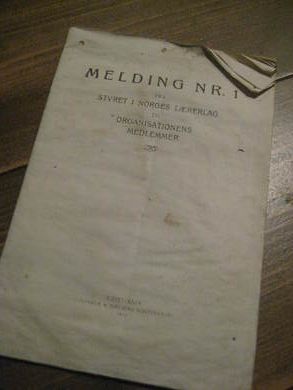 MELDING NR. 1
FRA
STYRET I NORGES LÆRERLAG
TIL
ORGANISATIONENS
MEDLEMMER